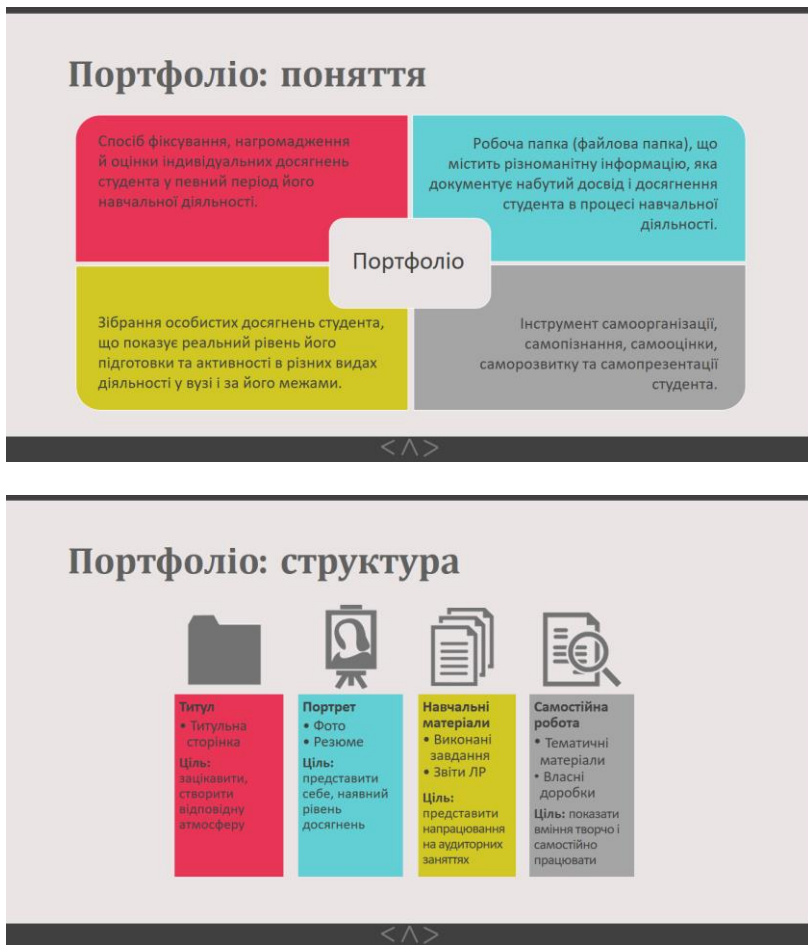 Портфоліо: поняття
Спосіб фіксування, нагромадження
й оцінки індивідуальних досягнень
студента у певний період його
навчальної діяльності.
Робоча папка (файлова папка), що
містить різноманітну інформацію, яка
документує набутий досвід і досягнення
студента в процесі навчальної
діяльності.
Портфоліо
Зібрання особистих досягнень студента,
що показує реальний рівень його
підготовки та активності в різних видах
діяльності у вузі і за його межами.
Інструмент самоорганізації,
самопізнання, самооцінки,
саморозвитку та самопрезентації
студента.
Портфоліо: структура
Титул
• Титульна
сторінка
Ціль:
зацікавити,
створити
відповідну
атмосферу
Портрет
• Фото
• Резюме
Ціль:
представити
себе, наявний
рівень
досягнень
Навчальні
матеріали
• Виконані
завдання
• Звіти ЛР
Ціль:
представити
напрацювання
на аудиторних
заняттях
Самостійна
робота
• Тематичні
матеріали
• Власні
доробки
Ціль: показати
вміння творчо і
самостійно
працювати